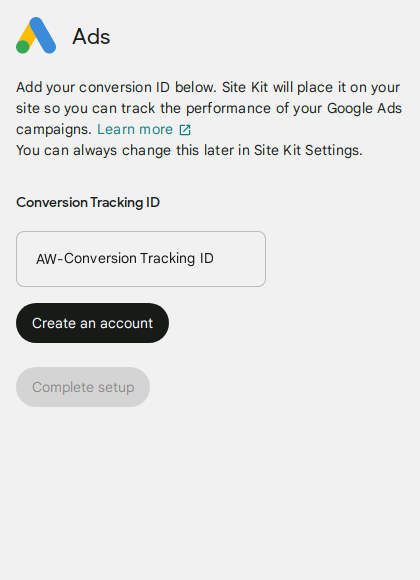 Ads
Add your conversion ID below. Site Kit will place it on your
site so you can track the performance of your Google Ads
campaigns. Learn more
You can always change this later in Site Kit Settings.
Conversion Tracking ID
AW-Conversion Tracking ID
Create an account
Complete setup